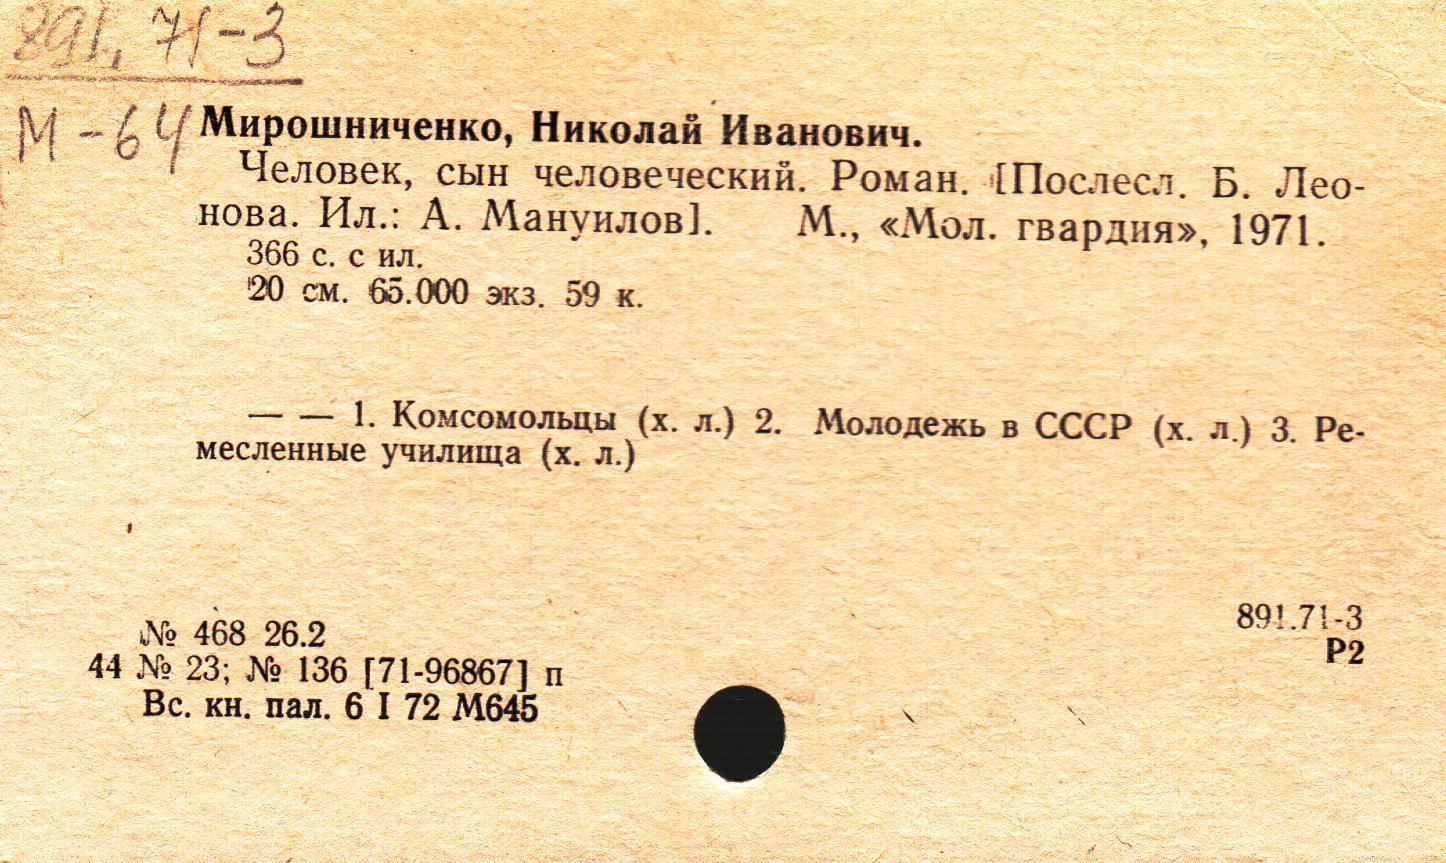 891.71-3
М-64
Мирошниченко, Николай Иванович.
Человек, сын человеческий. Роман. [Послесл. Б. Лео-
нова. Ил.: А. Мануилов]. М., «Мол. гвардия», 1971.
366 с. с ил.
20 см. 65.000 экз. 59 к.
— — 1. Комсомольцы (х. л.) 2. Молодежь в СССР (х. л.) 3. Ре-
месленные училища (х. л.)
891.71-3
Р2
№ 468 26.2
44 № 23; № 136 [71-96867] п
Вс. кн. пал. 6 I 72 М645